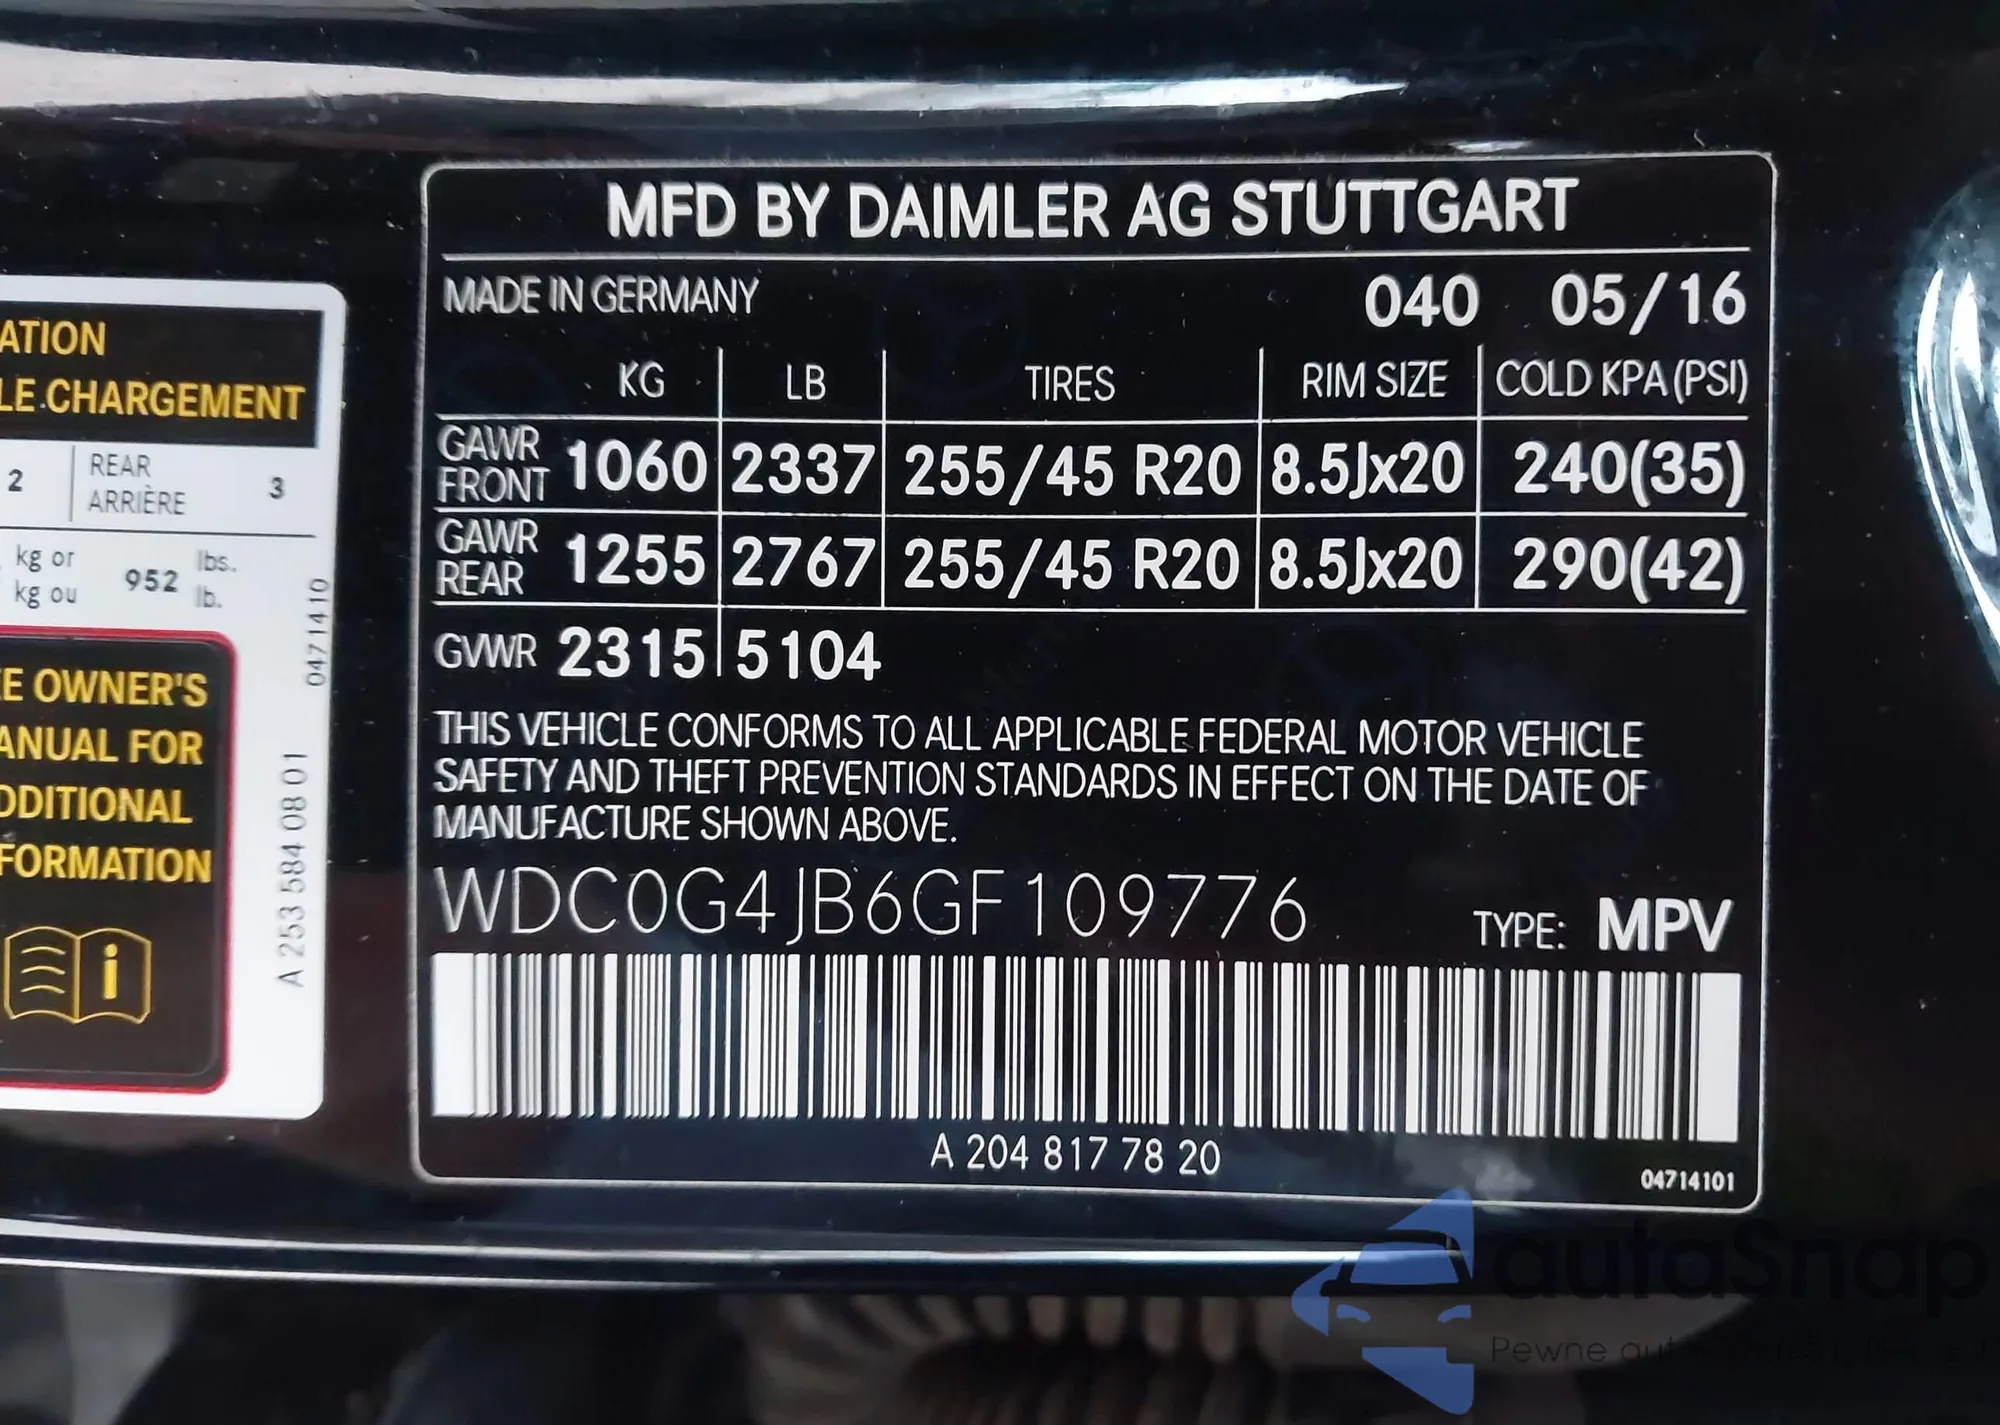 ATION
LE CHARGEMENT
2 REAR ARRIÈRE 3
kg or
kg ou 952 lbs.
lb.
E OWNER'S
ANUAL FOR
DDITIONAL
FORMATION
A 253 584 08 01
0471410
MFD BY DAIMLER AG STUTTGART
MADE IN GERMANY 040 05/16
KG LB TIRES RIM SIZE COLD KPA(PSI)
GAWR FRONT 1060 2337 255/45 R20 8.5Jx20 240(35)
GAWR REAR 1255 2767 255/45 R20 8.5Jx20 290(42)
GVWR 2315 5104
THIS VEHICLE CONFORMS TO ALL APPLICABLE FEDERAL MOTOR VEHICLE
SAFETY AND THEFT PREVENTION STANDARDS IN EFFECT ON THE DATE OF
MANUFACTURE SHOWN ABOVE.
WDC0G4JB6GF109776 TYPE: MPV
A 204 817 78 20
04714101
autaSnap
Pewne